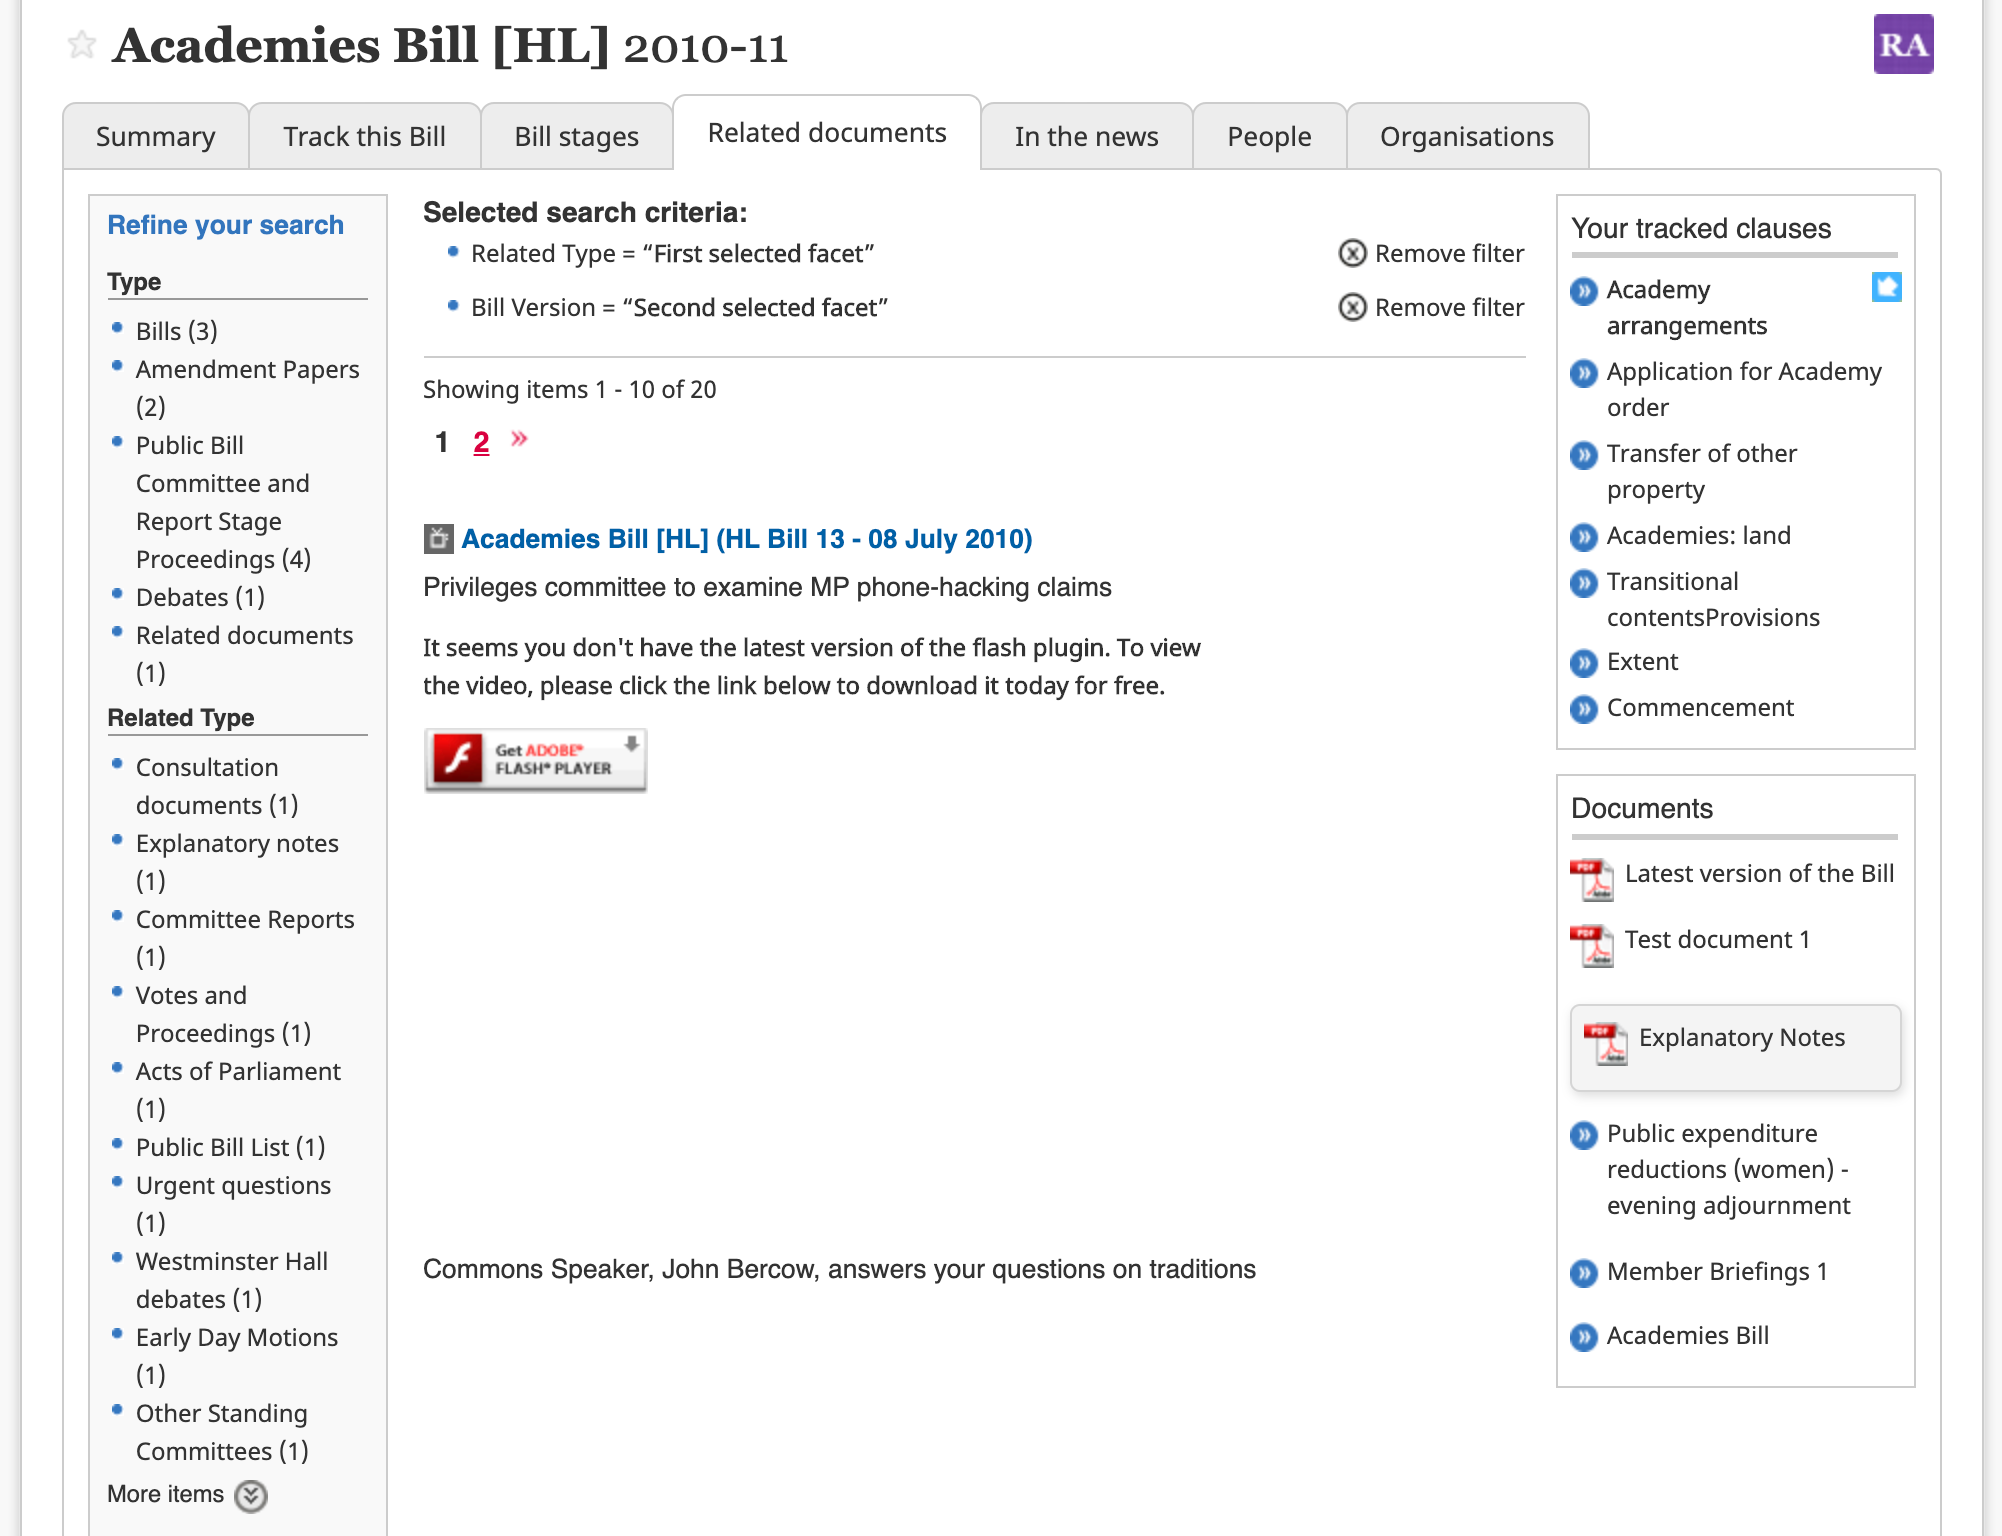 Academies Bill [HL] 2010-11
RA
Summary
Track this Bill
Bill stages
Related documents
In the news
People
Organisations
Refine your search
Type
Bills (3)
Amendment Papers
(2)
Public Bill
Committee and
Report Stage
Proceedings (4)
Debates (1)
Related documents
(1)
Related Type
Consultation
documents (1)
Explanatory notes
(1)
Committee Reports
(1)
Votes and
Proceedings (1)
Acts of Parliament
(1)
Public Bill List (1)
Urgent questions
(1)
Westminster Hall
debates (1)
Early Day Motions
(1)
Other Standing
Committees (1)
More items
Selected search criteria:
Related Type = “First selected facet”
Remove filter
Bill Version = “Second selected facet”
Remove filter
Showing items 1 - 10 of 20
1 2 »
Academies Bill [HL] (HL Bill 13 - 08 July 2010)
Privileges committee to examine MP phone-hacking claims
It seems you don't have the latest version of the flash plugin. To view
the video, please click the link below to download it today for free.
Get ADOBE®
FLASH® PLAYER
Commons Speaker, John Bercow, answers your questions on traditions
Your tracked clauses
Academy
arrangements
Application for Academy
order
Transfer of other
property
Academies: land
Transitional
contentsProvisions
Extent
Commencement
Documents
PDF
Adobe
Latest version of the Bill
PDF
Adobe
Test document 1
PDF
Adobe
Explanatory Notes
Public expenditure
reductions (women) -
evening adjournment
Member Briefings 1
Academies Bill